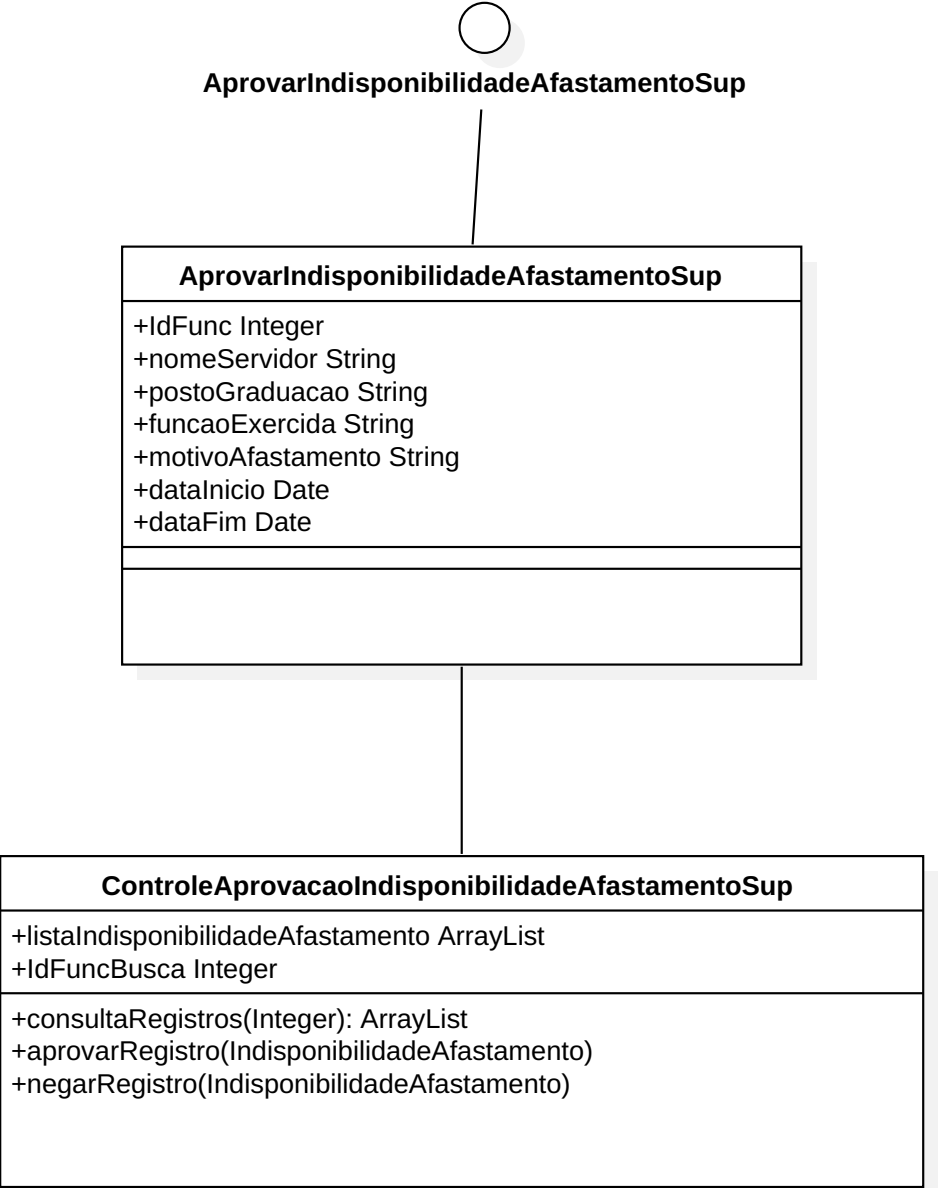 AprovarIndisponibilidadeAfastamentoSup
AprovarIndisponibilidadeAfastamentoSup
+IdFunc Integer
+nomeServidor String
+postoGraduacao String
+funcaoExercida String
+motivoAfastamento String
+dataInicio Date
+dataFim Date
ControleAprovacaoIndisponibilidadeAfastamentoSup
+listaIndisponibilidadeAfastamento ArrayList
+IdFuncBusca Integer
+consultaRegistros(Integer): ArrayList
+aprovarRegistro(IndisponibilidadeAfastamento)
+negarRegistro(IndisponibilidadeAfastamento)